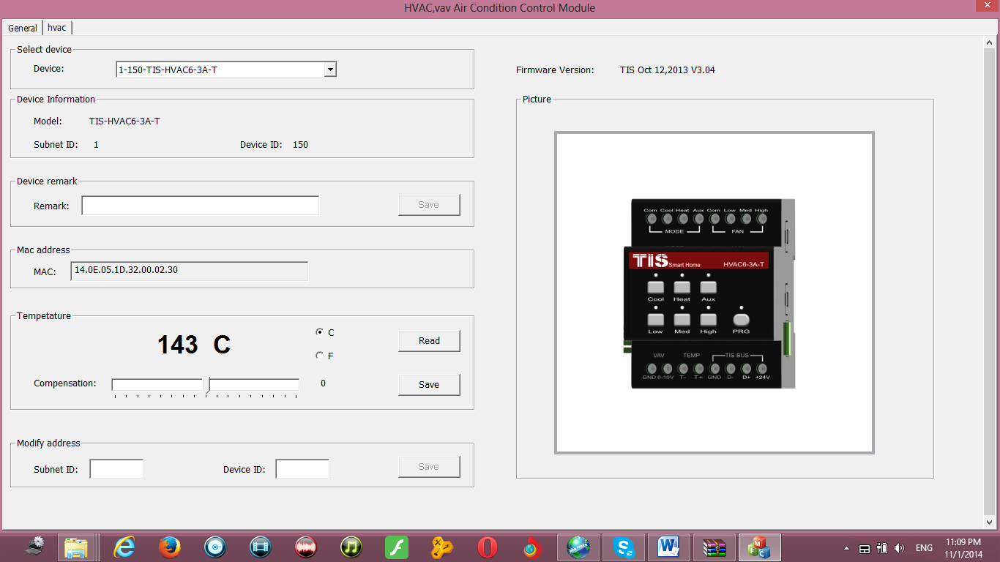 HVAC,vav Air Condition Control Module
General hvac
Select device
Device: 1-150-TIS-HVAC6-3A-T
Firmware Version: TIS Oct 12,2013 V3.04
Device Information
Model: TIS-HVAC6-3A-T
Subnet ID: 1 Device ID: 150
Device remark
Remark: Save
Mac address
MAC: 14.0E.05.1D.32.00.02.30
Tempetature
143 C
C
F
Read
Compensation: 0 Save
Modify address
Subnet ID: Device ID: Save
Picture
Com Cool Heat Aux Com Low Med High
MODE FAN
TIS Smart Home HVAC6-3A-T
Cool Heat Aux
Low Med High PRG
VAV TEMP TIS BUS
GND 0-10V T- T+ GND D- D+ +24V
ENG
11:09 PM
11/1/2014